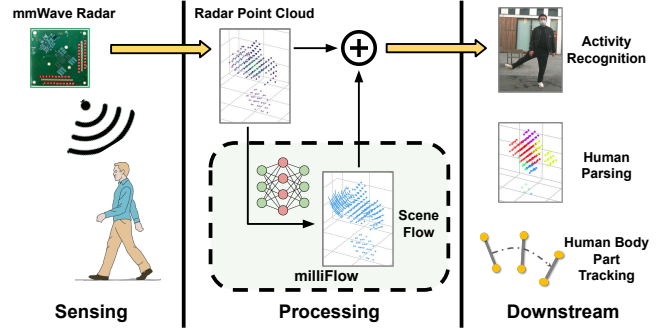 mmWave Radar
Radar Point Cloud
Activity
Recognition
Human
Parsing
Scene
Flow
milliFlow
Human Body
Part
Tracking
Sensing
Processing
Downstream